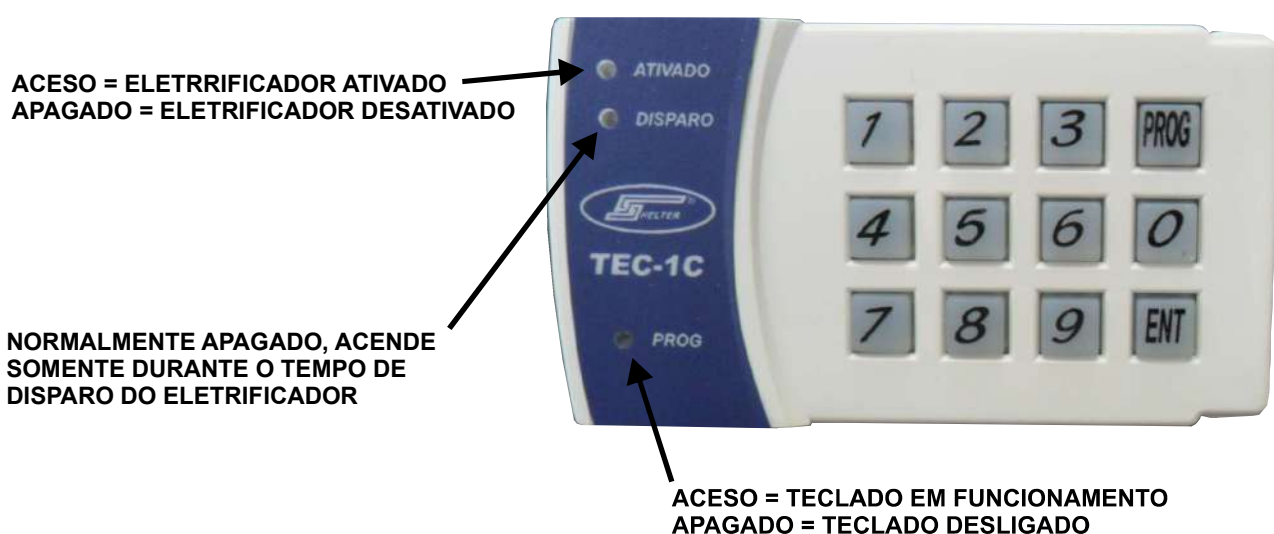 ACESO = ELETRRIFICADOR ATIVADO
APAGADO = ELETRIFICADOR DESATIVADO
NORMALMENTE APAGADO, ACENDE
SOMENTE DURANTE O TEMPO DE
DISPARO DO ELETRIFICADOR
ATIVADO
DISPARO
SHELTER®
TEC-1C
PROG
1 2 3 PROG
4 5 6 0
7 8 9 ENT
ACESO = TECLADO EM FUNCIONAMENTO
APAGADO = TECLADO DESLIGADO